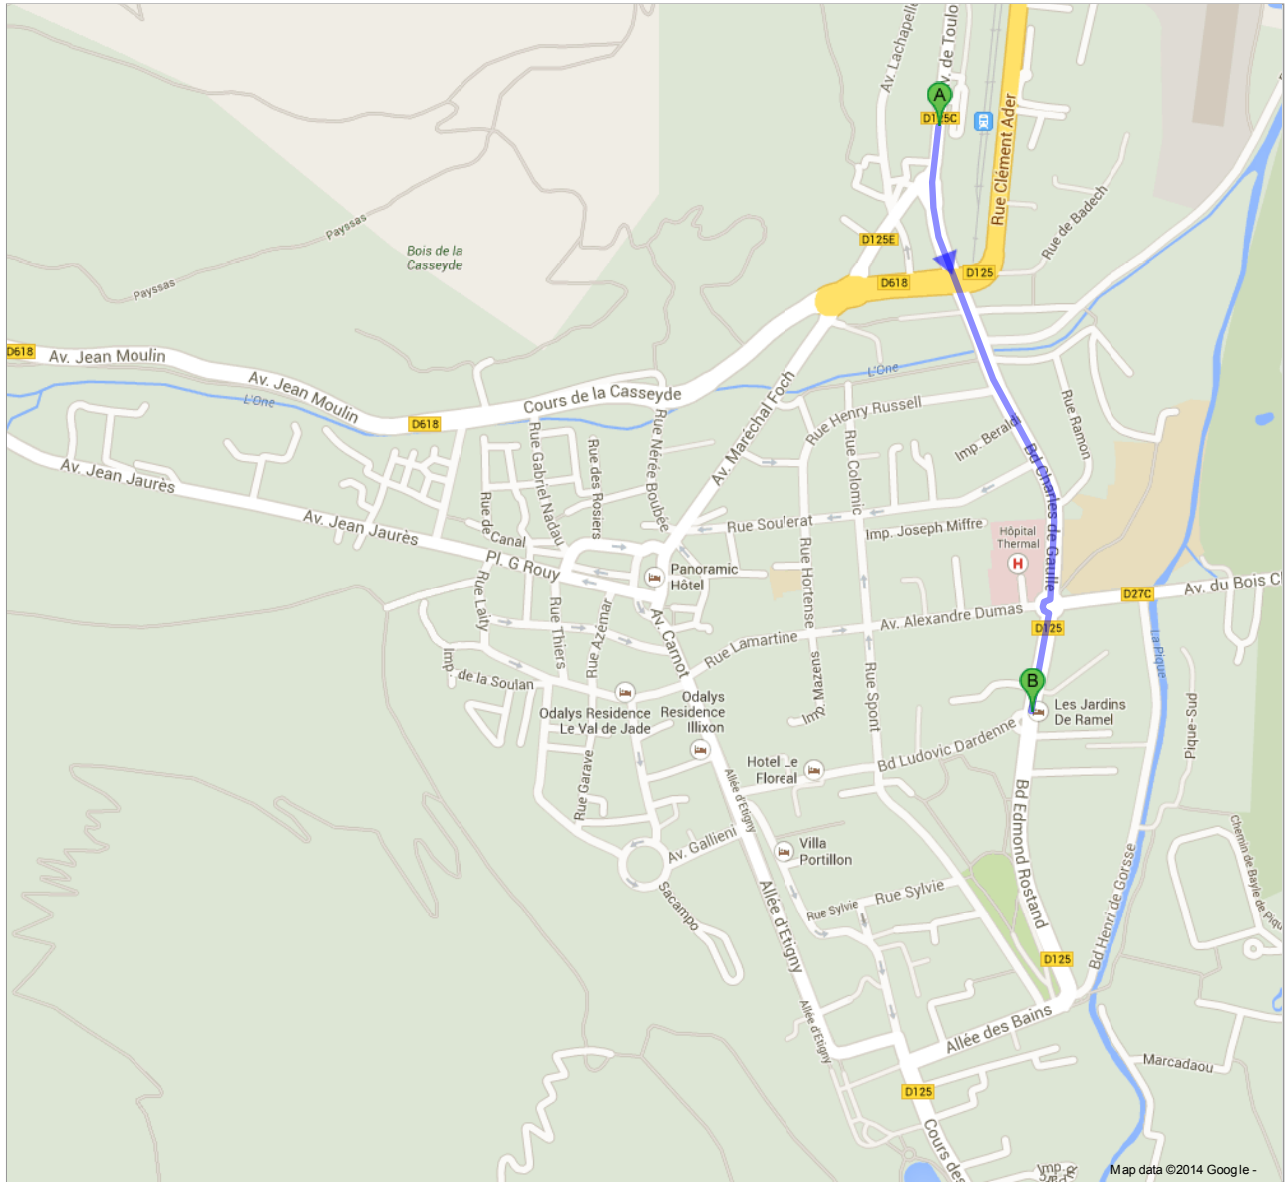 Av. Lachapelle
Av. de Toulo
A
D125C
Rue Clément Ader
Rue de Badech
Payssas
Bois de la
Casseyde
D125E
D125
D618
Payssas
D618
Av. Jean Moulin
Av. Jean Moulin
L'One
L'One
D618
Cours de la Casseyde
Av. Maréchal Foch
Rue Henry Russell
Rue Colomic
Imp. Beraldi
Rue Ramon
Bd Charles de Gaulle
Av. Jean Jaurès
Av. Jean Jaurès
Rue Gabriel Nadau
Rue des Rosiers
Rue Nérée Boubée
Rue de Canal
Rue Soulerat
Imp. Joseph Miffre
Hôpital
Thermal
H
Pl. G Rouy
Panoramic
Hôtel
Rue Hortense
Av. du Bois C
D27C
Rue Laity
Rue Thiers
Rue Azémar
Av. Carnot
Rue Lamartine
Av. Alexandre Dumas
D125
La Pique
Imp. de la Soulan
Mazens
Imp.
Rue Spont
B
Les Jardins
De Ramel
Odalys Residence
Le Val de Jade
Odalys
Residence
Illixon
Pique-Sud
Rue Garave
Hotel Le
Floreal
Bd Ludovic Dardenne
Allée d'Etigny
Bd Edmond Rostand
Av. Gallieni
Villa
Portillon
Chemin de Bayle de Piqu
Bd Henri de Gorsse
Sacampo
Allée d'Etigny
Rue Sylvie
Rue Sylvie
D125
Allée d'Etigny
Allée des Bains
Marcadaou
D125
Cours des
Imp.
Map data ©2014 Google -